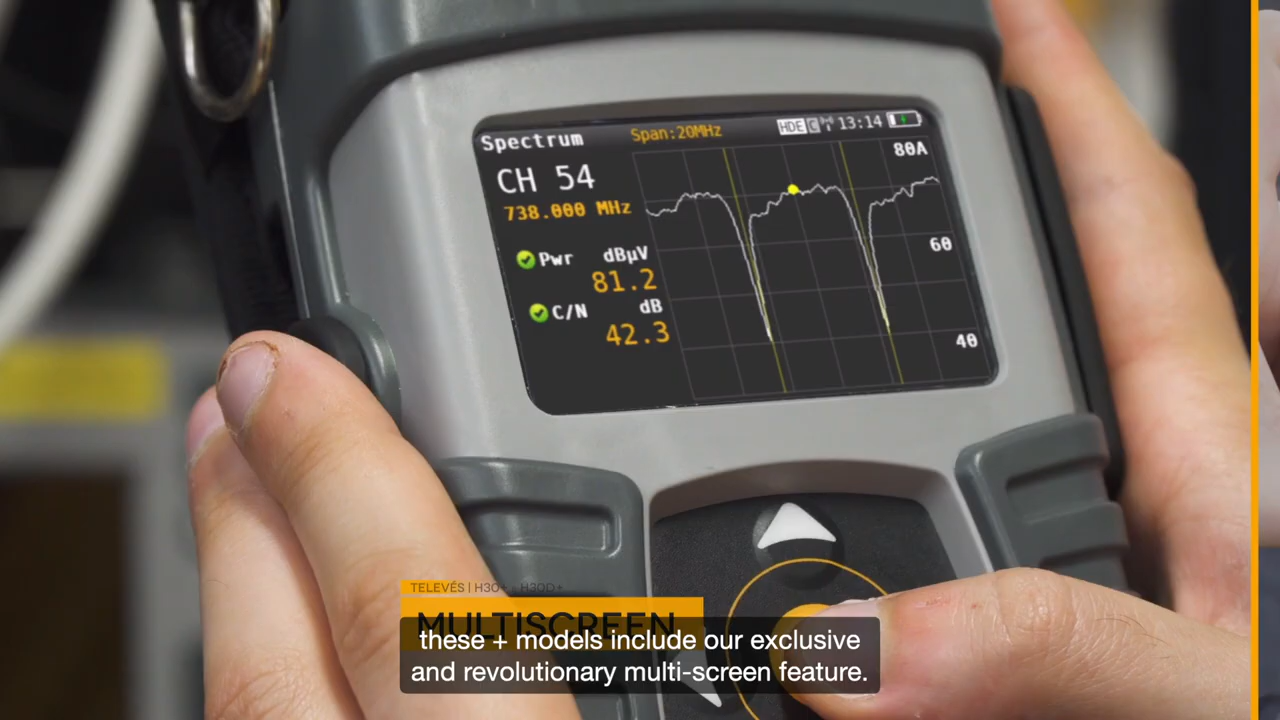 Spectrum Span:20MHz HDE C 13:14
CH 54
738.000 MHz
80A
Pwr dBµV
81.2
60
C/N dB
42.3
40
TELEVÉS | H30+ - H30D+
MULTISCREEN
these + models include our exclusive
and revolutionary multi-screen feature.